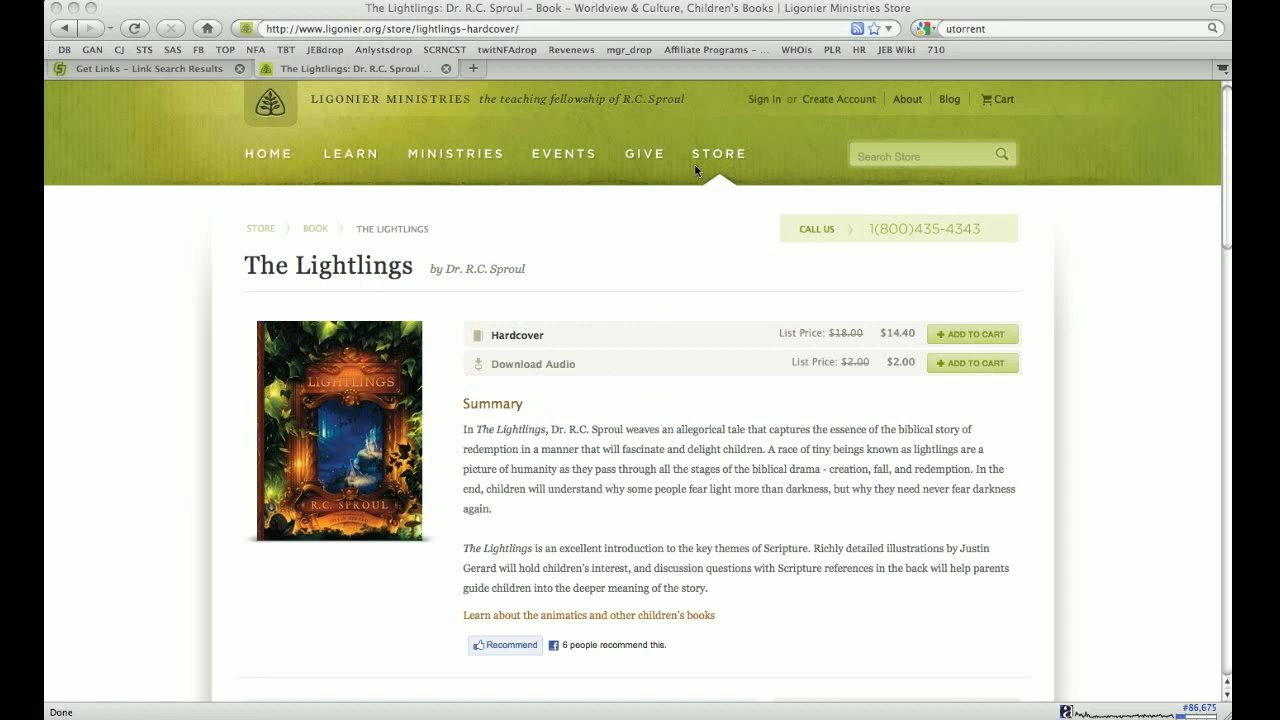 The Lightlings: Dr. R.C. Sproul – Book – Worldview & Culture, Children's Books | Ligonier Ministries Store
http://www.ligonier.org/store/lightlings-hardcover/
utorrent
DB GAN CJ STS SAS FB TOP NFA TBT JEBdrop Anlystsdrop SCRNCST twitNFAdrop Revenews mgr_drop Affiliate Programs – ... WHOis PLR HR JEB Wiki 710
Get Links – Link Search Results
The Lightlings: Dr. R.C. Sproul ...
LIGONIER MINISTRIES the teaching fellowship of R.C. Sproul
Sign In or Create Account About Blog Cart
HOME LEARN MINISTRIES EVENTS GIVE STORE
Search Store
STORE BOOK THE LIGHTLINGS
CALL US 1(800)435-4343
The Lightlings by Dr. R.C. Sproul
LIGHTLINGS
R.C. SPROUL
Hardcover List Price: $18.00 $14.40 + ADD TO CART
Download Audio List Price: $2.00 $2.00 + ADD TO CART
Summary
In The Lightlings, Dr. R.C. Sproul weaves an allegorical tale that captures the essence of the biblical story of
redemption in a manner that will fascinate and delight children. A race of tiny beings known as lightlings are a
picture of humanity as they pass through all the stages of the biblical drama - creation, fall, and redemption. In the
end, children will understand why some people fear light more than darkness, but why they need never fear darkness
again.
The Lightlings is an excellent introduction to the key themes of Scripture. Richly detailed illustrations by Justin
Gerard will hold children's interest, and discussion questions with Scripture references in the back will help parents
guide children into the deeper meaning of the story.
Learn about the animatics and other children's books
Recommend 6 people recommend this.
Done
#86,675